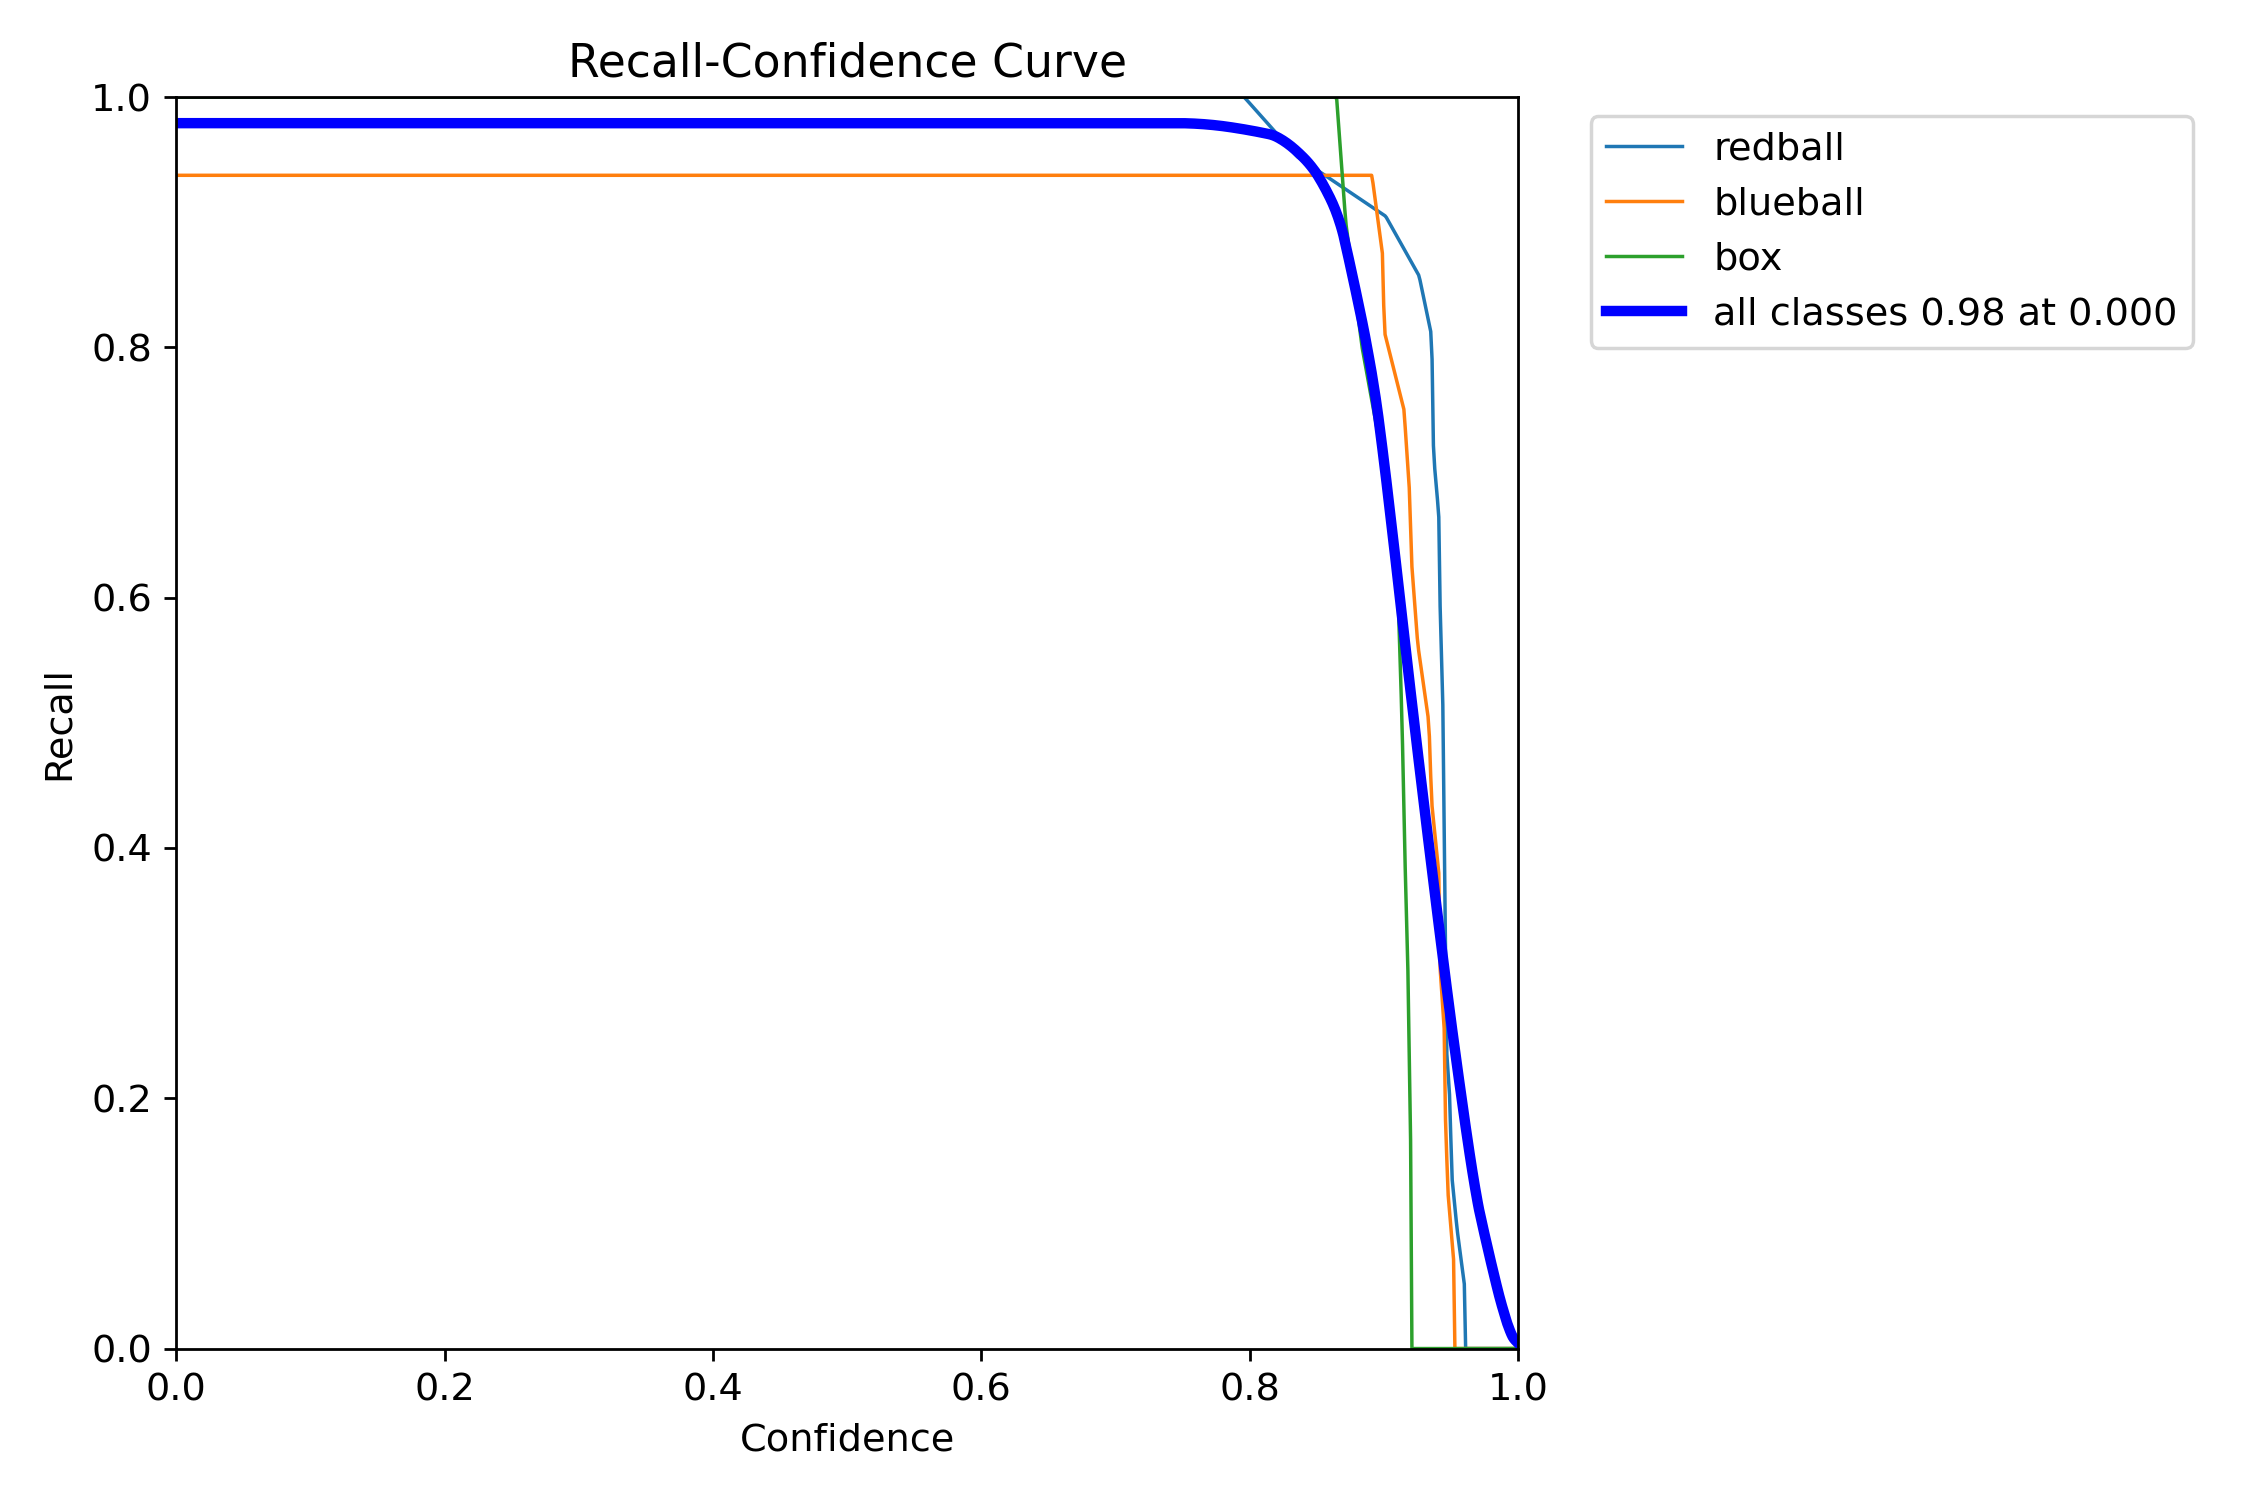 Recall-Confidence Curve
1.0
0.8
0.6
0.4
0.2
0.0
Recall
0.0 0.2 0.4 0.6 0.8 1.0
Confidence
redball
blueball
box
all classes 0.98 at 0.000